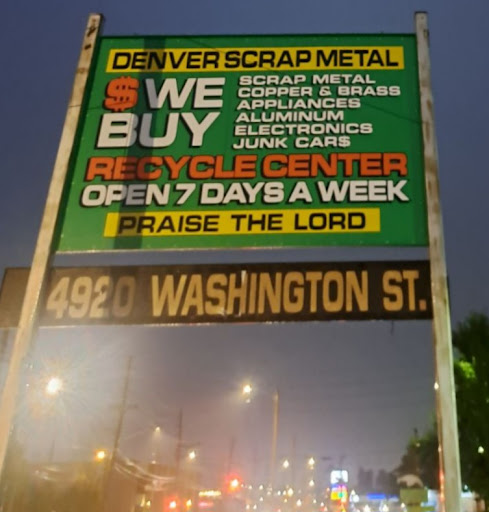 DENVER SCRAP METAL
$ WE BUY
SCRAP METAL
COPPER & BRASS
APPLIANCES
ALUMINUM
ELECTRONICS
JUNK CAR$
RECYCLE CENTER
OPEN 7 DAYS A WEEK
PRAISE THE LORD
4920 WASHINGTON ST.